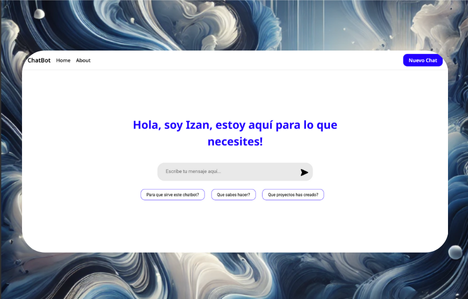 ChatBot Home About Nuevo Chat
Hola, soy Izan, estoy aquí para lo que
necesites!
Escribe tu mensaje aquí...
Para que sirve este chatbot? Que sabes hacer? Que proyectos has creado?